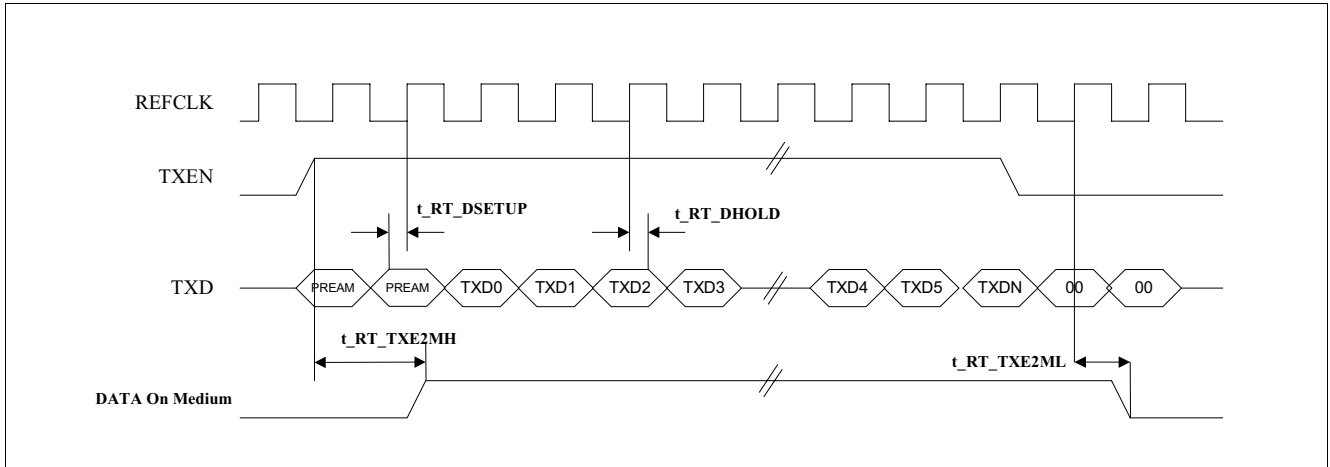 REFCLK
TXEN
t_RT_DSETUP
t_RT_DHOLD
TXD
PREAM PREAM TXD0 TXD1 TXD2 TXD3 TXD4 TXD5 TXDN 00 00
t_RT_TXE2MH
t_RT_TXE2ML
DATA On Medium